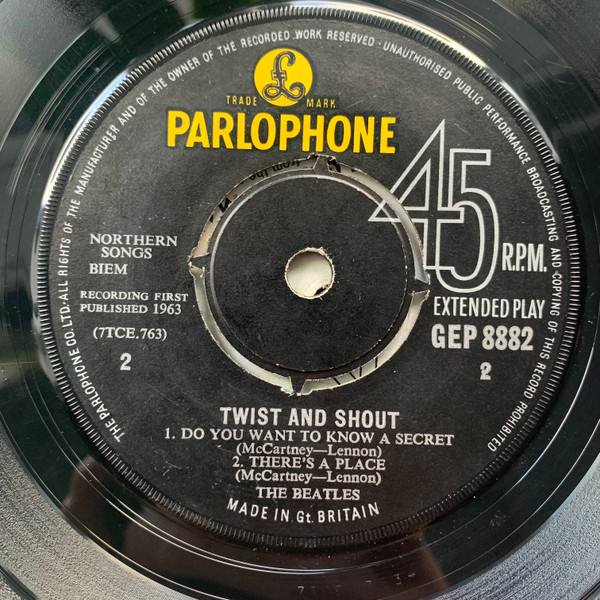 THE PARLOPHONE CO. LTD. ALL RIGHTS OF THE MANUFACTURER AND OF THE OWNER OF THE RECORDED WORK RESERVED · UNAUTHORISED PUBLIC PERFORMANCE BROADCASTING AND COPYING OF THIS RECORD PROHIBITED
£
TRADE MARK
PARLOPHONE
45
R.P.M.
NORTHERN
SONGS
BIEM
RECORDING FIRST
PUBLISHED 1963
(7TCE.763)
2
EXTENDED PLAY
GEP 8882
2
TWIST AND SHOUT
1. DO YOU WANT TO KNOW A SECRET
(McCartney—Lennon)
2. THERE'S A PLACE
(McCartney—Lennon)
THE BEATLES
MADE IN Gt. BRITAIN